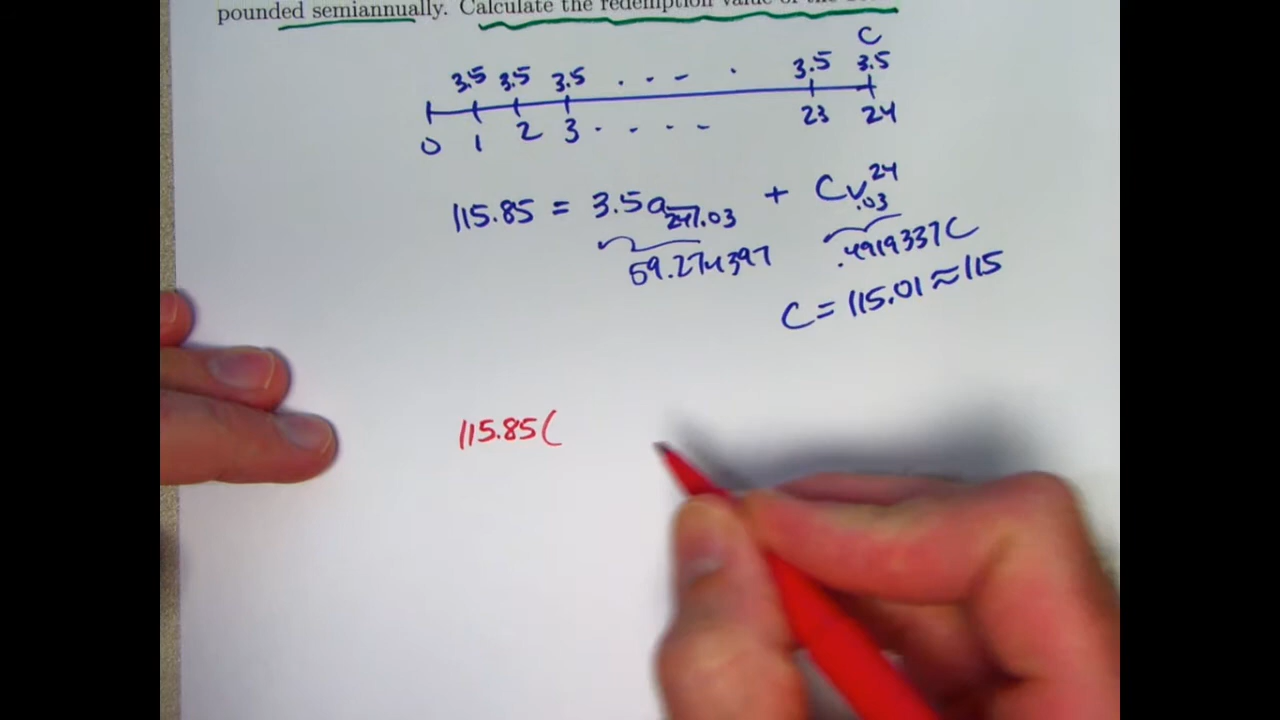 pounded semiannually. Calculate the redemption value of the
C
3.5 3.5 3.5 . . - . 3.5 3.5
0 1 2 3 . . . - 23 24
115.85 = 3.5a24|.03 + Cv.03^24
59.274397 .4919337C
C = 115.01 ≈ 115
115.85(